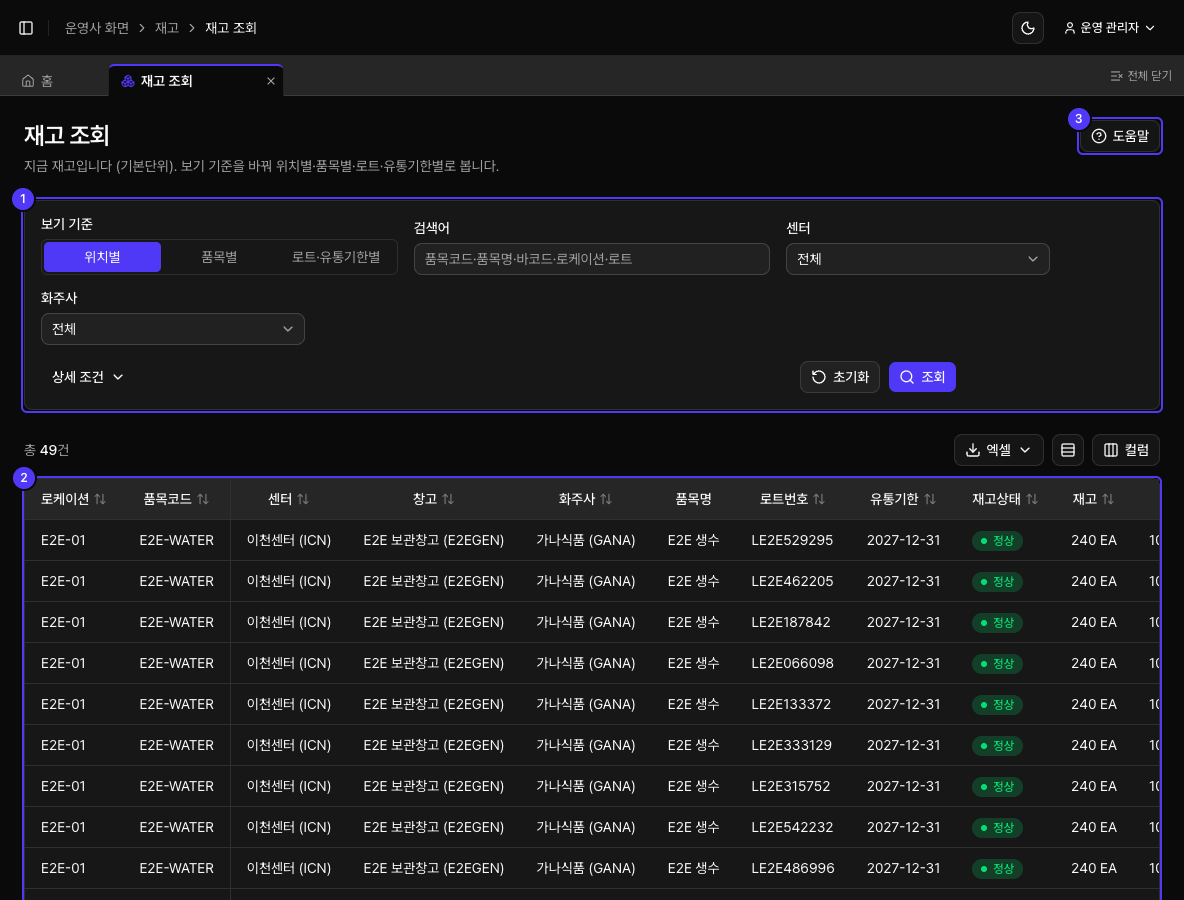 운영사 화면 > 재고 > 재고 조회
운영 관리자
홈
재고 조회
전체 닫기
재고 조회
3
도움말
지금 재고입니다 (기본단위). 보기 기준을 바꿔 위치별·품목별·로트·유통기한별로 봅니다.
1
보기 기준 검색어 센터
위치별 품목별 로트·유통기한별 품목코드·품목명·바코드·로케이션·로트 전체
화주사
전체
상세 조건 초기화 조회
총 49건 엑셀 컬럼
2
로케이션 품목코드 센터 창고 화주사 품목명 로트번호 유통기한 재고상태 재고
E2E-01 E2E-WATER 이천센터 (ICN) E2E 보관창고 (E2EGEN) 가나식품 (GANA) E2E 생수 LE2E529295 2027-12-31 정상 240 EA
E2E-01 E2E-WATER 이천센터 (ICN) E2E 보관창고 (E2EGEN) 가나식품 (GANA) E2E 생수 LE2E462205 2027-12-31 정상 240 EA
E2E-01 E2E-WATER 이천센터 (ICN) E2E 보관창고 (E2EGEN) 가나식품 (GANA) E2E 생수 LE2E187842 2027-12-31 정상 240 EA
E2E-01 E2E-WATER 이천센터 (ICN) E2E 보관창고 (E2EGEN) 가나식품 (GANA) E2E 생수 LE2E066098 2027-12-31 정상 240 EA
E2E-01 E2E-WATER 이천센터 (ICN) E2E 보관창고 (E2EGEN) 가나식품 (GANA) E2E 생수 LE2E133372 2027-12-31 정상 240 EA
E2E-01 E2E-WATER 이천센터 (ICN) E2E 보관창고 (E2EGEN) 가나식품 (GANA) E2E 생수 LE2E333129 2027-12-31 정상 240 EA
E2E-01 E2E-WATER 이천센터 (ICN) E2E 보관창고 (E2EGEN) 가나식품 (GANA) E2E 생수 LE2E315752 2027-12-31 정상 240 EA
E2E-01 E2E-WATER 이천센터 (ICN) E2E 보관창고 (E2EGEN) 가나식품 (GANA) E2E 생수 LE2E542232 2027-12-31 정상 240 EA
E2E-01 E2E-WATER 이천센터 (ICN) E2E 보관창고 (E2EGEN) 가나식품 (GANA) E2E 생수 LE2E486996 2027-12-31 정상 240 EA